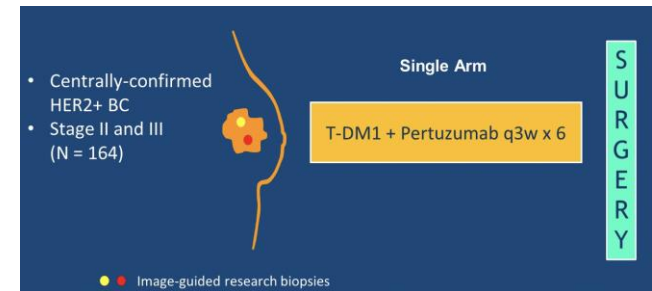 • Centrally-confirmed
HER2+ BC
• Stage II and III
(N = 164)
Single Arm
T-DM1 + Pertuzumab q3w x 6
SURGERY
Image-guided research biopsies